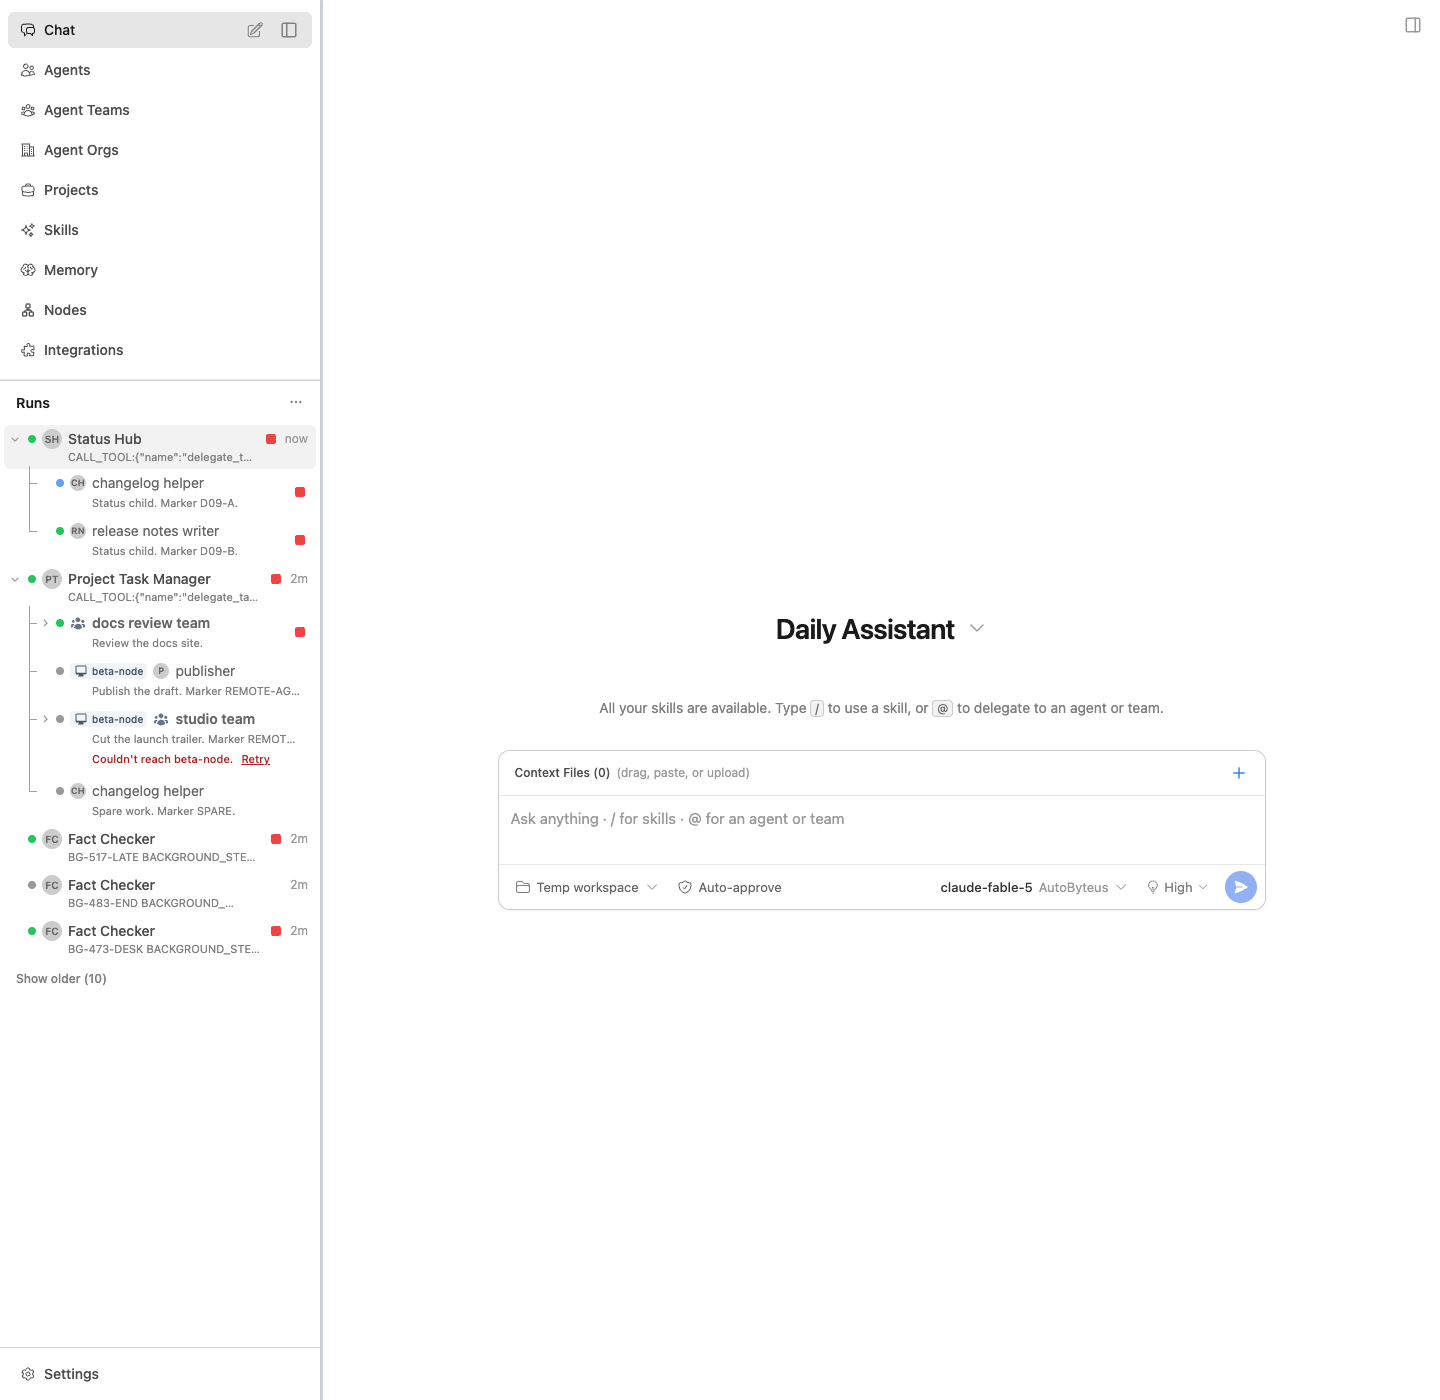 Chat
Agents
Agent Teams
Agent Orgs
Projects
Skills
Memory
Nodes
Integrations
Runs
SH Status Hub now
CALL_TOOL:{"name":"delegate_t...
CH changelog helper
Status child. Marker D09-A.
RN release notes writer
Status child. Marker D09-B.
PT Project Task Manager 2m
CALL_TOOL:{"name":"delegate_ta...
docs review team
Review the docs site.
beta-node P publisher
Publish the draft. Marker REMOTE-AG...
beta-node studio team
Cut the launch trailer. Marker REMOT...
Couldn't reach beta-node. Retry
CH changelog helper
Spare work. Marker SPARE.
FC Fact Checker 2m
BG-517-LATE BACKGROUND_STE...
FC Fact Checker 2m
BG-483-END BACKGROUND_...
FC Fact Checker 2m
BG-473-DESK BACKGROUND_STE...
Show older (10)
Settings
Daily Assistant
All your skills are available. Type / to use a skill, or @ to delegate to an agent or team.
Context Files (0) (drag, paste, or upload)
Ask anything · / for skills · @ for an agent or team
Temp workspace Auto-approve claude-fable-5 AutoByteus High